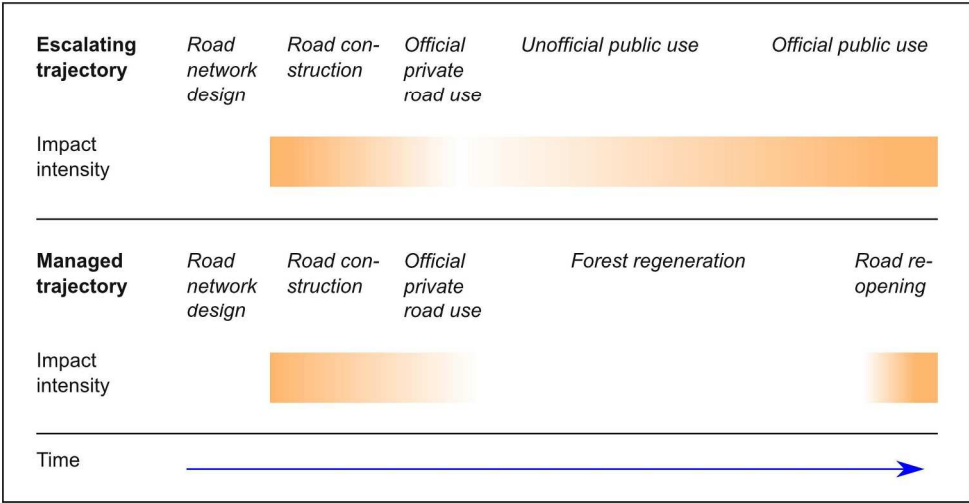 Escalating trajectory
Road network design
Road con-struction
Official private road use
Unofficial public use
Official public use
Impact intensity
Managed trajectory
Road network design
Road con-struction
Official private road use
Forest regeneration
Road re-opening
Impact intensity
Time